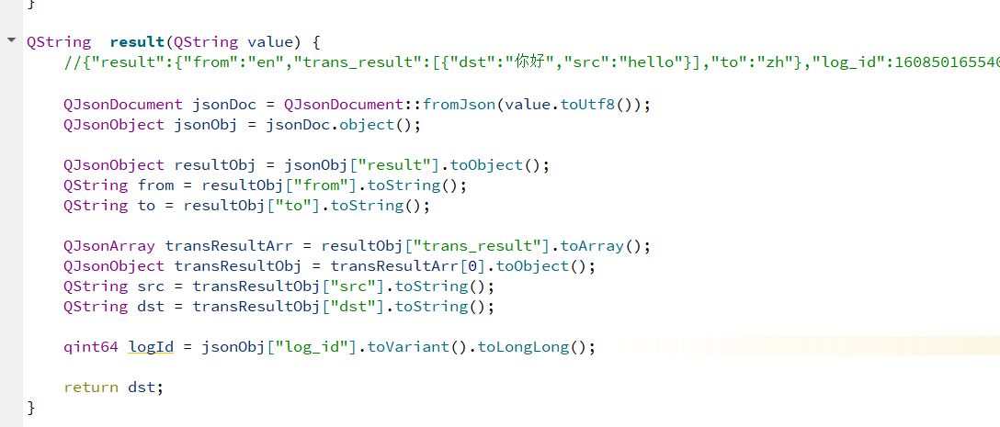 }
QString  result(QString value) {
//{"result":{"from":"en","trans_result":[{"dst":"你好","src":"hello"}],"to":"zh"},"log_id":160850165540
QJsonDocument jsonDoc = QJsonDocument::fromJson(value.toUtf8());
QJsonObject jsonObj = jsonDoc.object();
QJsonObject resultObj = jsonObj["result"].toObject();
QString from = resultObj["from"].toString();
QString to = resultObj["to"].toString();
QJsonArray transResultArr = resultObj["trans_result"].toArray();
QJsonObject transResultObj = transResultArr[0].toObject();
QString src = transResultObj["src"].toString();
QString dst = transResultObj["dst"].toString();
qint64 logId = jsonObj["log_id"].toVariant().toLongLong();
return dst;
}